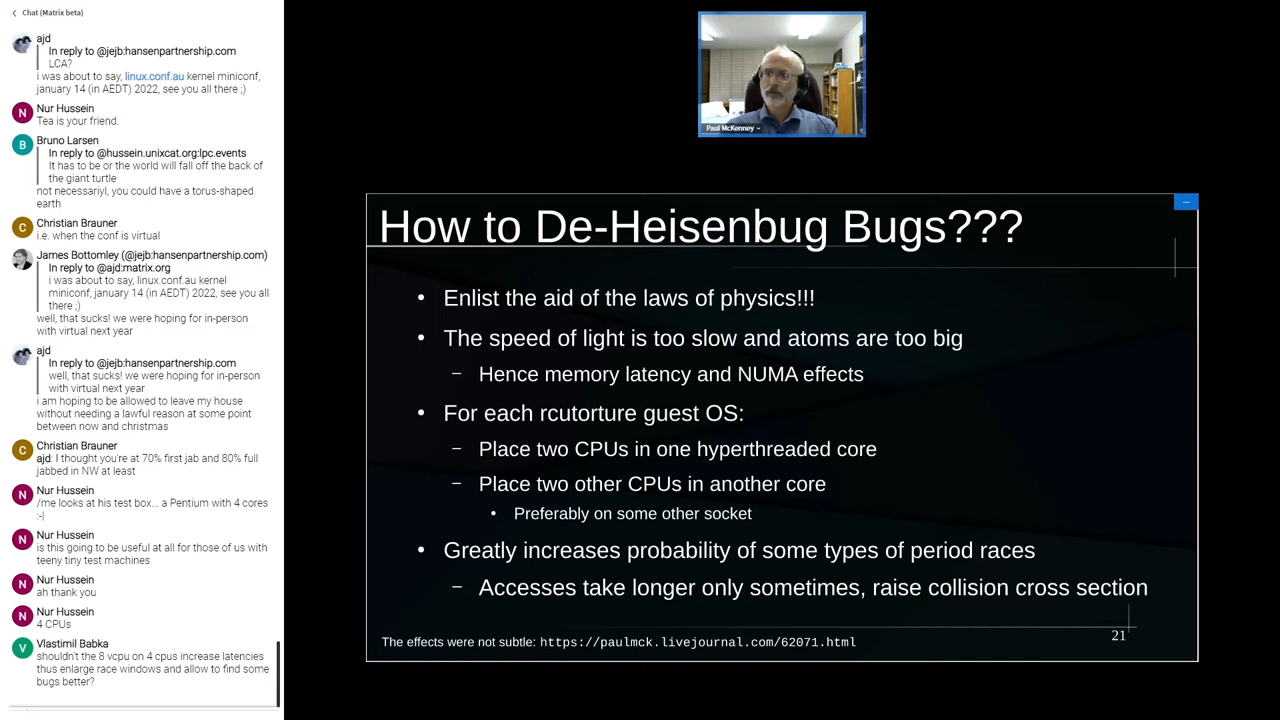 Chat (Matrix beta)
ajd
In reply to @jejb:hansenpartnership.com
LCA?
i was about to say, linux.conf.au kernel miniconf,
january 14 (in AEDT) 2022, see you all there ;)
N
Nur Hussein
Tea is your friend.
B
Bruno Larsen
In reply to @hussein.unixcat.org:lpc.events
It has to be or the world will fall off the back of
the giant turtle
not necessariyl, you could have a torus-shaped
earth
C
Christian Brauner
i.e. when the conf is virtual
James Bottomley (@jejb:hansenpartnership.com)
In reply to @ajd:matrix.org
i was about to say, linux.conf.au kernel
miniconf, january 14 (in AEDT) 2022, see you all
there ;)
well, that sucks! we were hoping for in-person
with virtual next year
ajd
In reply to @jejb:hansenpartnership.com
well, that sucks! we were hoping for in-person
with virtual next year
i am hoping to be allowed to leave my house
without needing a lawful reason at some point
between now and christmas
C
Christian Brauner
ajd: I thought you're at 70% first jab and 80% full
jabbed in NW at least
N
Nur Hussein
/me looks at his test box... a Pentium with 4 cores
:-|
N
Nur Hussein
is this going to be useful at all for those of us with
teeny tiny test machines
N
Nur Hussein
ah thank you
N
Nur Hussein
4 CPUs
V
Vlastimil Babka
shouldn't the 8 vcpu on 4 cpus increase latencies
thus enlarge race windows and allow to find some
bugs better?
Paul McKenney
How to De-Heisenbug Bugs???
• Enlist the aid of the laws of physics!!!
• The speed of light is too slow and atoms are too big
– Hence memory latency and NUMA effects
• For each rcutorture guest OS:
– Place two CPUs in one hyperthreaded core
– Place two other CPUs in another core
• Preferably on some other socket
• Greatly increases probability of some types of period races
– Accesses take longer only sometimes, raise collision cross section
21
The effects were not subtle: https://paulmck.livejournal.com/62071.html